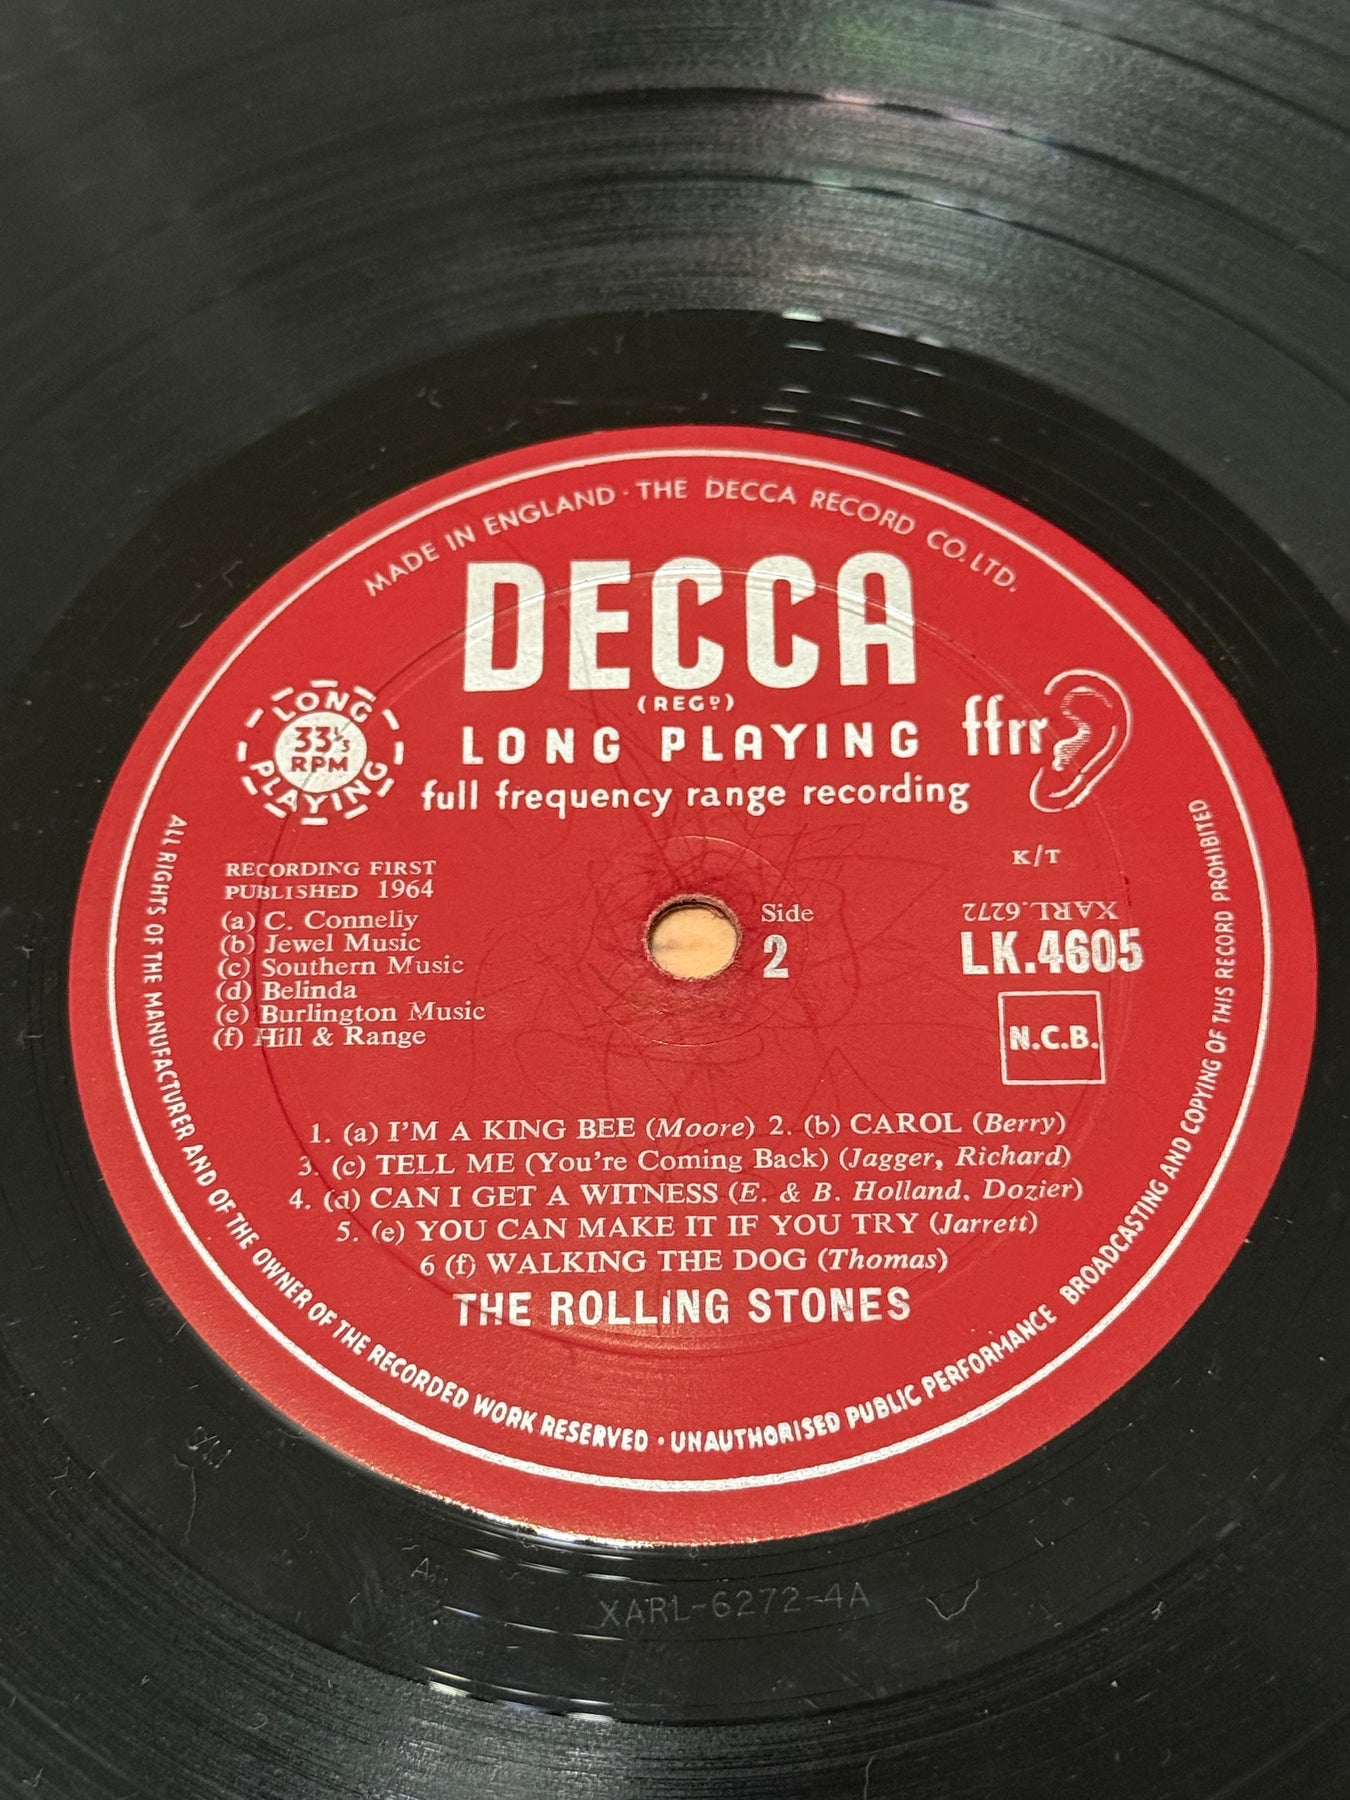 MADE IN ENGLAND · THE DECCA RECORD CO. LTD.
DECCA
(REGD)
LONG PLAYING
ffrr
full frequency range recording
LONG
33⅓
RPM
PLAYING
K/T
RECORDING FIRST
PUBLISHED 1964
(a) C. Connelly
(b) Jewel Music
(c) Southern Music
(d) Belinda
(e) Burlington Music
(f) Hill & Range
Side
2
XARL.6272
LK.4605
N.C.B.
1. (a) I'M A KING BEE (Moore) 2. (b) CAROL (Berry)
3. (c) TELL ME (You're Coming Back) (Jagger, Richard)
4. (d) CAN I GET A WITNESS (E. & B. Holland, Dozier)
5. (e) YOU CAN MAKE IT IF YOU TRY (Jarrett)
6 (f) WALKING THE DOG (Thomas)
THE ROLLING STONES
ALL RIGHTS OF THE MANUFACTURER AND OF THE OWNER OF THE RECORDED WORK RESERVED · UNAUTHORISED PUBLIC PERFORMANCE BROADCASTING AND COPYING OF THIS RECORD PROHIBITED
XARL-6272-4A